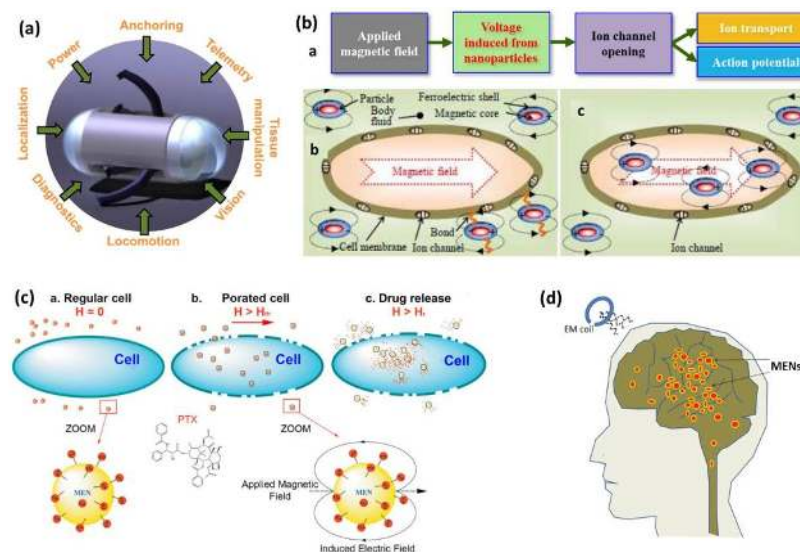 (a)
Anchoring
Power
Telemetry
Localization
Tissue
manipulation
Diagnostics
Vision
Locomotion
(b)
a
Applied
magnetic field
Voltage
induced from
nanoparticles
Ion channel
opening
Ion transport
Action potential
Particle
Body
fluid
Ferroelectric shell
Magnetic core
b
Magnetic field
Bond
Cell membrane
Ion channel
c
Magnetic field
Ion channel
(c)
a. Regular cell
H = 0
b. Porated cell
c. Drug release
Cell
Cell
Cell
ZOOM
PTX
ZOOM
MEN
Applied Magnetic
Field
MEN
Induced Electric Field
(d)
EM coil
MENs